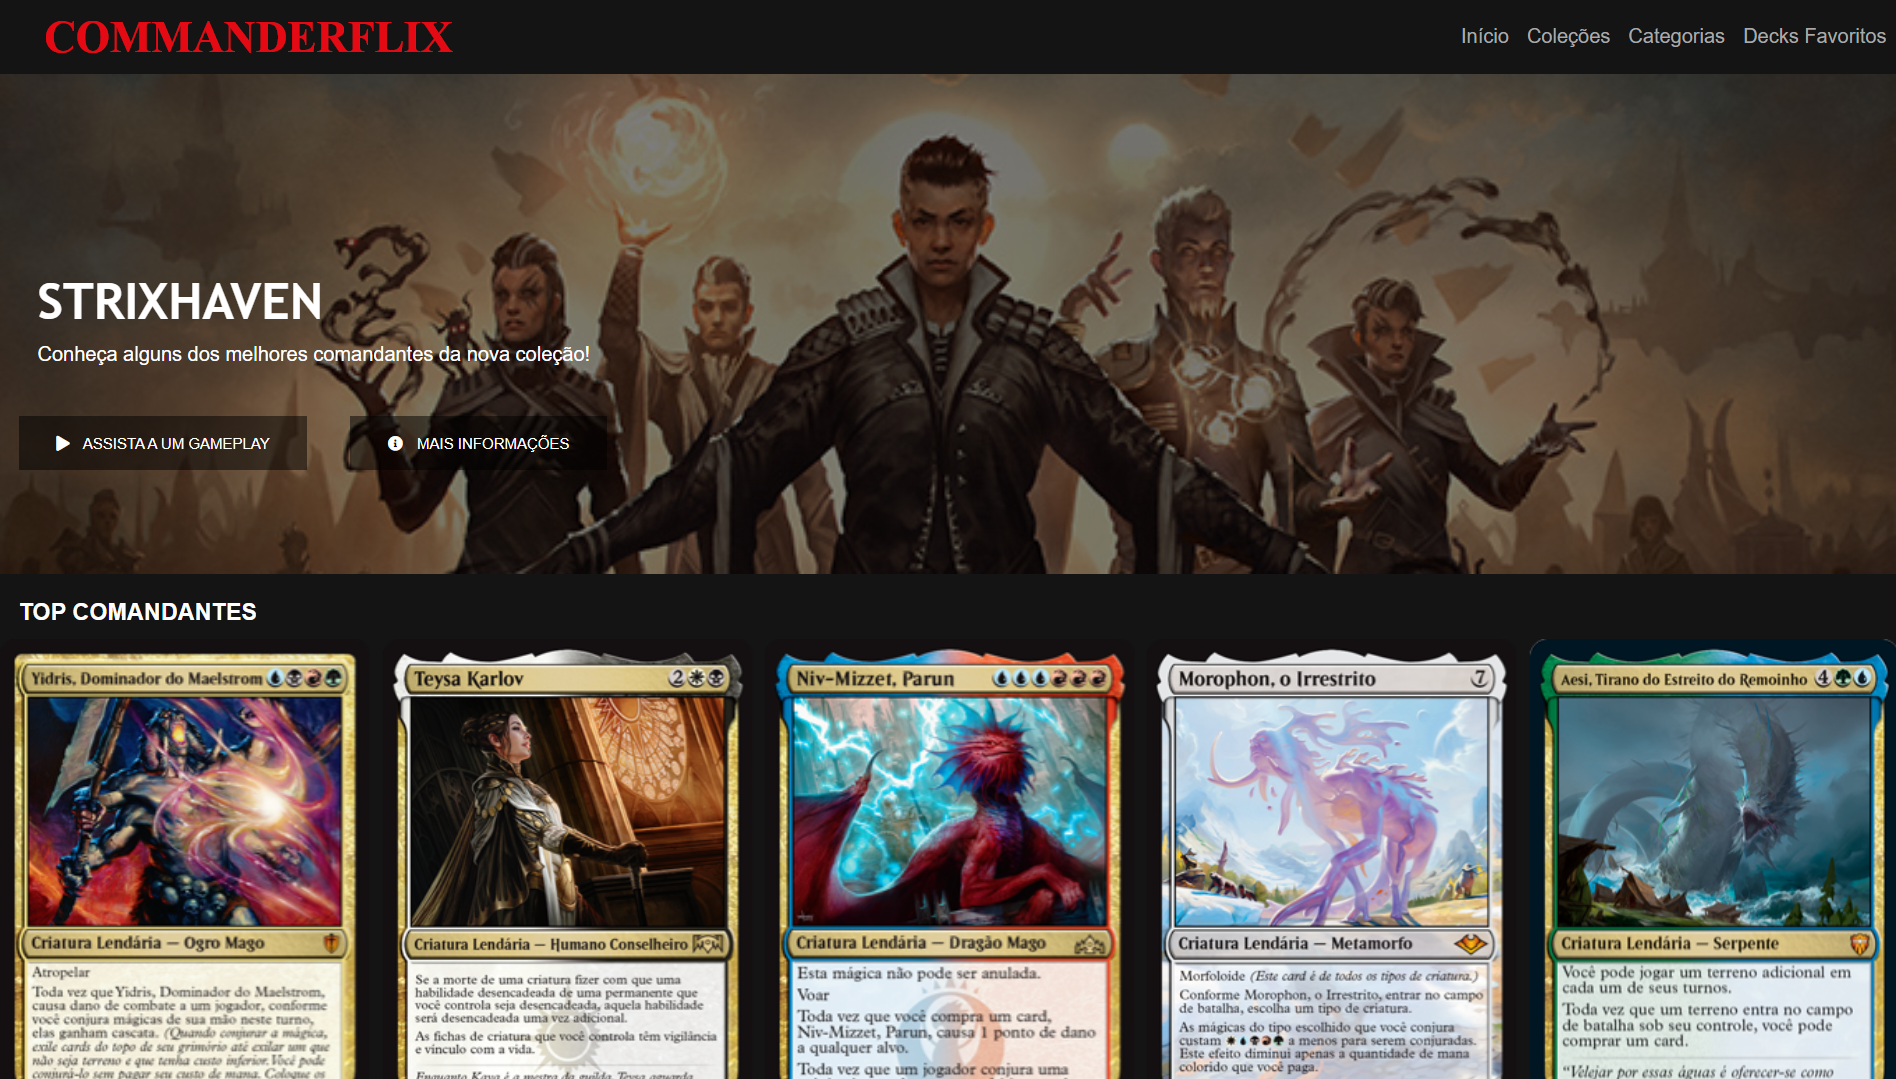 COMMANDERFLIX
Início Coleções Categorias Decks Favoritos
STRIXHAVEN
Conheça alguns dos melhores comandantes da nova coleção!
ASSISTA A UM GAMEPLAY
MAIS INFORMAÇÕES
TOP COMANDANTES
Yidris, Dominador do Maelstrom
Criatura Lendária — Ogro Mago
Atropelar
Toda vez que Yidris, Dominador do Maelstrom,
causa dano de combate a um jogador, conforme
você conjura mágicas de sua mão neste turno,
elas ganham cascata. (Quando conjurar a mágica,
exile cards do topo de seu grimório até exilar um que
não seja terreno e que tenha custo inferior. Você pode
conjurá-lo sem pagar seu custo de mana. Coloque os
Teysa Karlov 2
Criatura Lendária — Humano Conselheiro
Se a morte de uma criatura fizer com que uma
habilidade desencadeada de uma permanente que
você controla seja desencadeada, aquela habilidade
será desencadeada uma vez adicional.
As fichas de criatura que você controla têm vigilância
e vínculo com a vida.
Enquanto Kaya é a mestra da guilda, Teysa aguarda
Niv-Mizzet, Parun
Criatura Lendária — Dragão Mago
Esta mágica não pode ser anulada.
Voar
Toda vez que você compra um card,
Niv-Mizzet, Parun, causa 1 ponto de dano
a qualquer alvo.
Toda vez que um jogador conjura uma
Morophon, o Irrestrito 7
Criatura Lendária — Metamorfo
Morfoloide (Este card é de todos os tipos de criatura.)
Conforme Morophon, o Irrestrito, entrar no campo
de batalha, escolha um tipo de criatura.
As mágicas do tipo escolhido que você conjura
custam a menos para serem conjuradas.
Este efeito diminui apenas a quantidade de mana
colorido que você paga.
Aesi, Tirano do Estreito do Remoinho 4
Criatura Lendária — Serpente
Você pode jogar um terreno adicional em
cada um de seus turnos.
Toda vez que um terreno entra no campo
de batalha sob seu controle, você pode
comprar um card.
"Velejar por essas águas é oferecer-se como